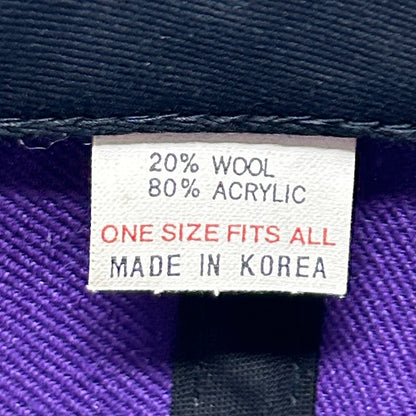 20% WOOL
80% ACRYLIC
ONE SIZE FITS ALL
MADE IN KOREA